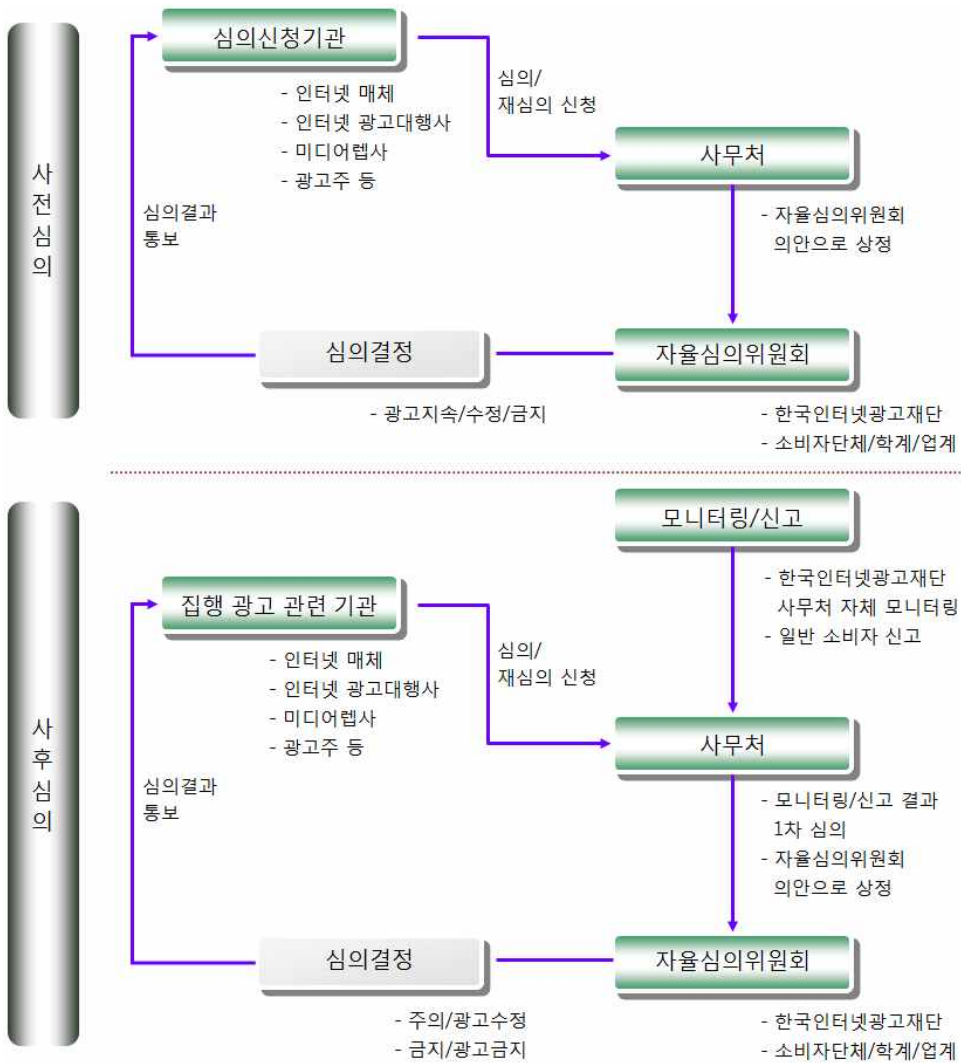 사전심의
심의신청기관
- 인터넷 매체
- 인터넷 광고대행사
- 미디어렙사
- 광고주 등
심의/
재심의 신청
사무처
- 자율심의위원회
의안으로 상정
심의결과
통보
심의결정
- 광고지속/수정/금지
자율심의위원회
- 한국인터넷광고재단
- 소비자단체/학계/업계
사후심의
모니터링/신고
- 한국인터넷광고재단
사무처 자체 모니터링
- 일반 소비자 신고
집행 광고 관련 기관
- 인터넷 매체
- 인터넷 광고대행사
- 미디어렙사
- 광고주 등
심의/
재심의 신청
사무처
- 모니터링/신고 결과
1차 심의
- 자율심의위원회
의안으로 상정
심의결과
통보
심의결정
- 주의/광고수정
- 금지/광고금지
자율심의위원회
- 한국인터넷광고재단
- 소비자단체/학계/업계